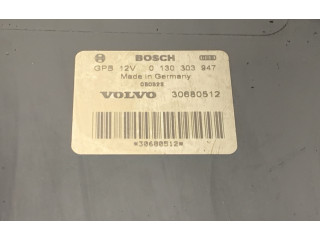 BOSCH
GPB 12V 0 130 303 947
Made in Germany
VOLVO 30680512
*30680512*